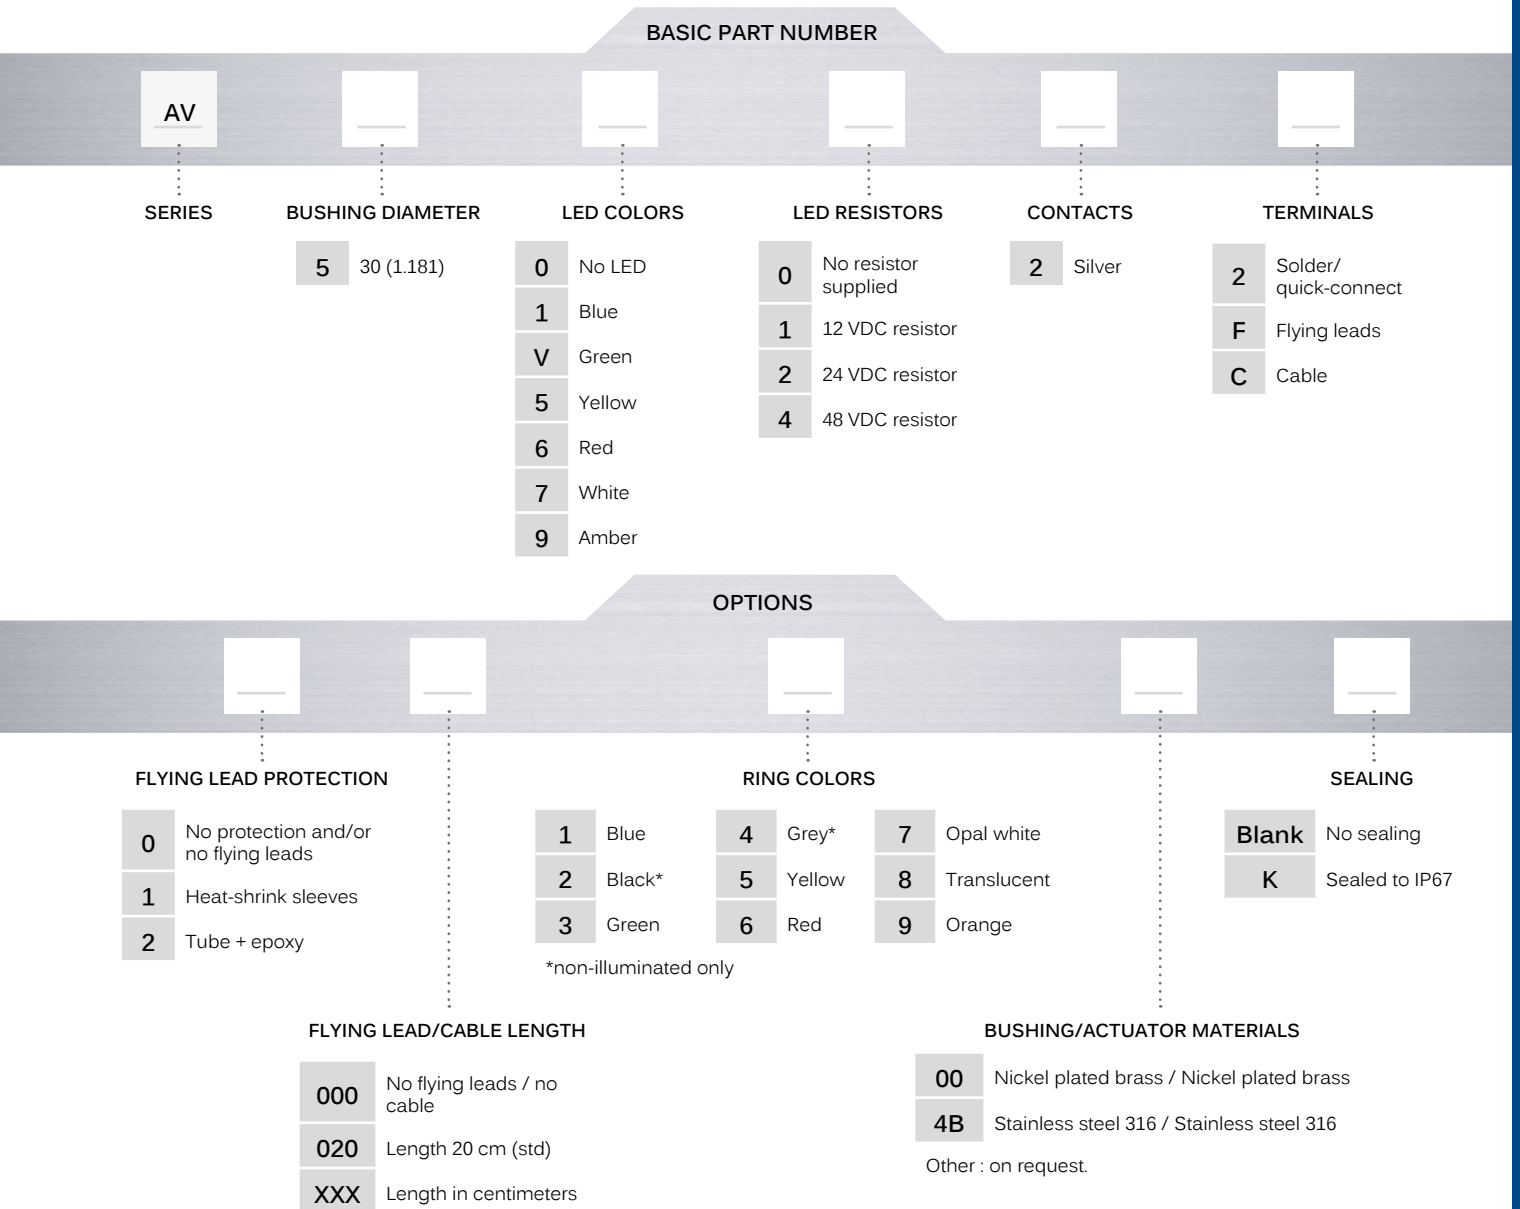 BASIC PART NUMBER
AV
SERIES
BUSHING DIAMETER
5 30 (1.181)
LED COLORS
0 No LED
1 Blue
V Green
5 Yellow
6 Red
7 White
9 Amber
LED RESISTORS
0 No resistor
supplied
1 12 VDC resistor
2 24 VDC resistor
4 48 VDC resistor
CONTACTS
2 Silver
TERMINALS
2 Solder/
quick-connect
F Flying leads
C Cable
OPTIONS
FLYING LEAD PROTECTION
0 No protection and/or
no flying leads
1 Heat-shrink sleeves
2 Tube + epoxy
FLYING LEAD/CABLE LENGTH
000 No flying leads / no
cable
020 Length 20 cm (std)
XXX Length in centimeters
RING COLORS
1 Blue
2 Black*
3 Green
4 Grey*
5 Yellow
6 Red
7 Opal white
8 Translucent
9 Orange
*non-illuminated only
BUSHING/ACTUATOR MATERIALS
00 Nickel plated brass / Nickel plated brass
4B Stainless steel 316 / Stainless steel 316
Other : on request.
SEALING
Blank No sealing
K Sealed to IP67